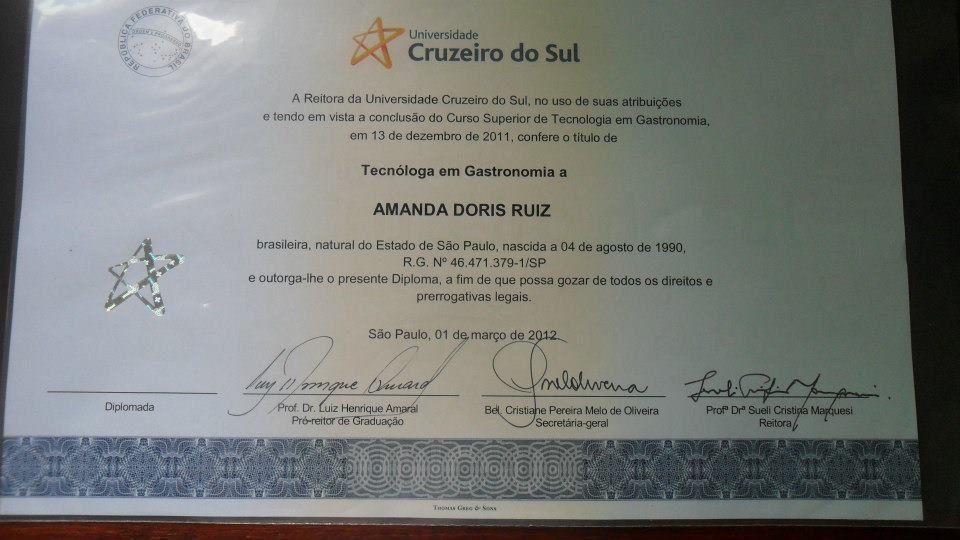 REPÚBLICA FEDERATIVA DO BRASIL
ORDEM E PROGRESSO
Universidade
Cruzeiro do Sul
A Reitora da Universidade Cruzeiro do Sul, no uso de suas atribuições
e tendo em vista a conclusão do Curso Superior de Tecnologia em Gastronomia,
em 13 de dezembro de 2011, confere o título de
Tecnóloga em Gastronomia a
AMANDA DORIS RUIZ
brasileira, natural do Estado de São Paulo, nascida a 04 de agosto de 1990,
R.G. Nº 46.471.379-1/SP
e outorga-lhe o presente Diploma, a fim de que possa gozar de todos os direitos e
prerrogativas legais.
São Paulo, 01 de março de 2012.
Diplomada
Prof. Dr. Luiz Henrique Amaral
Pró-reitor de Graduação
Bel. Cristiane Pereira Melo de Oliveira
Secretária-geral
Profª Drª Sueli Cristina Marquesi
Reitora
Thomas Greg & Sons